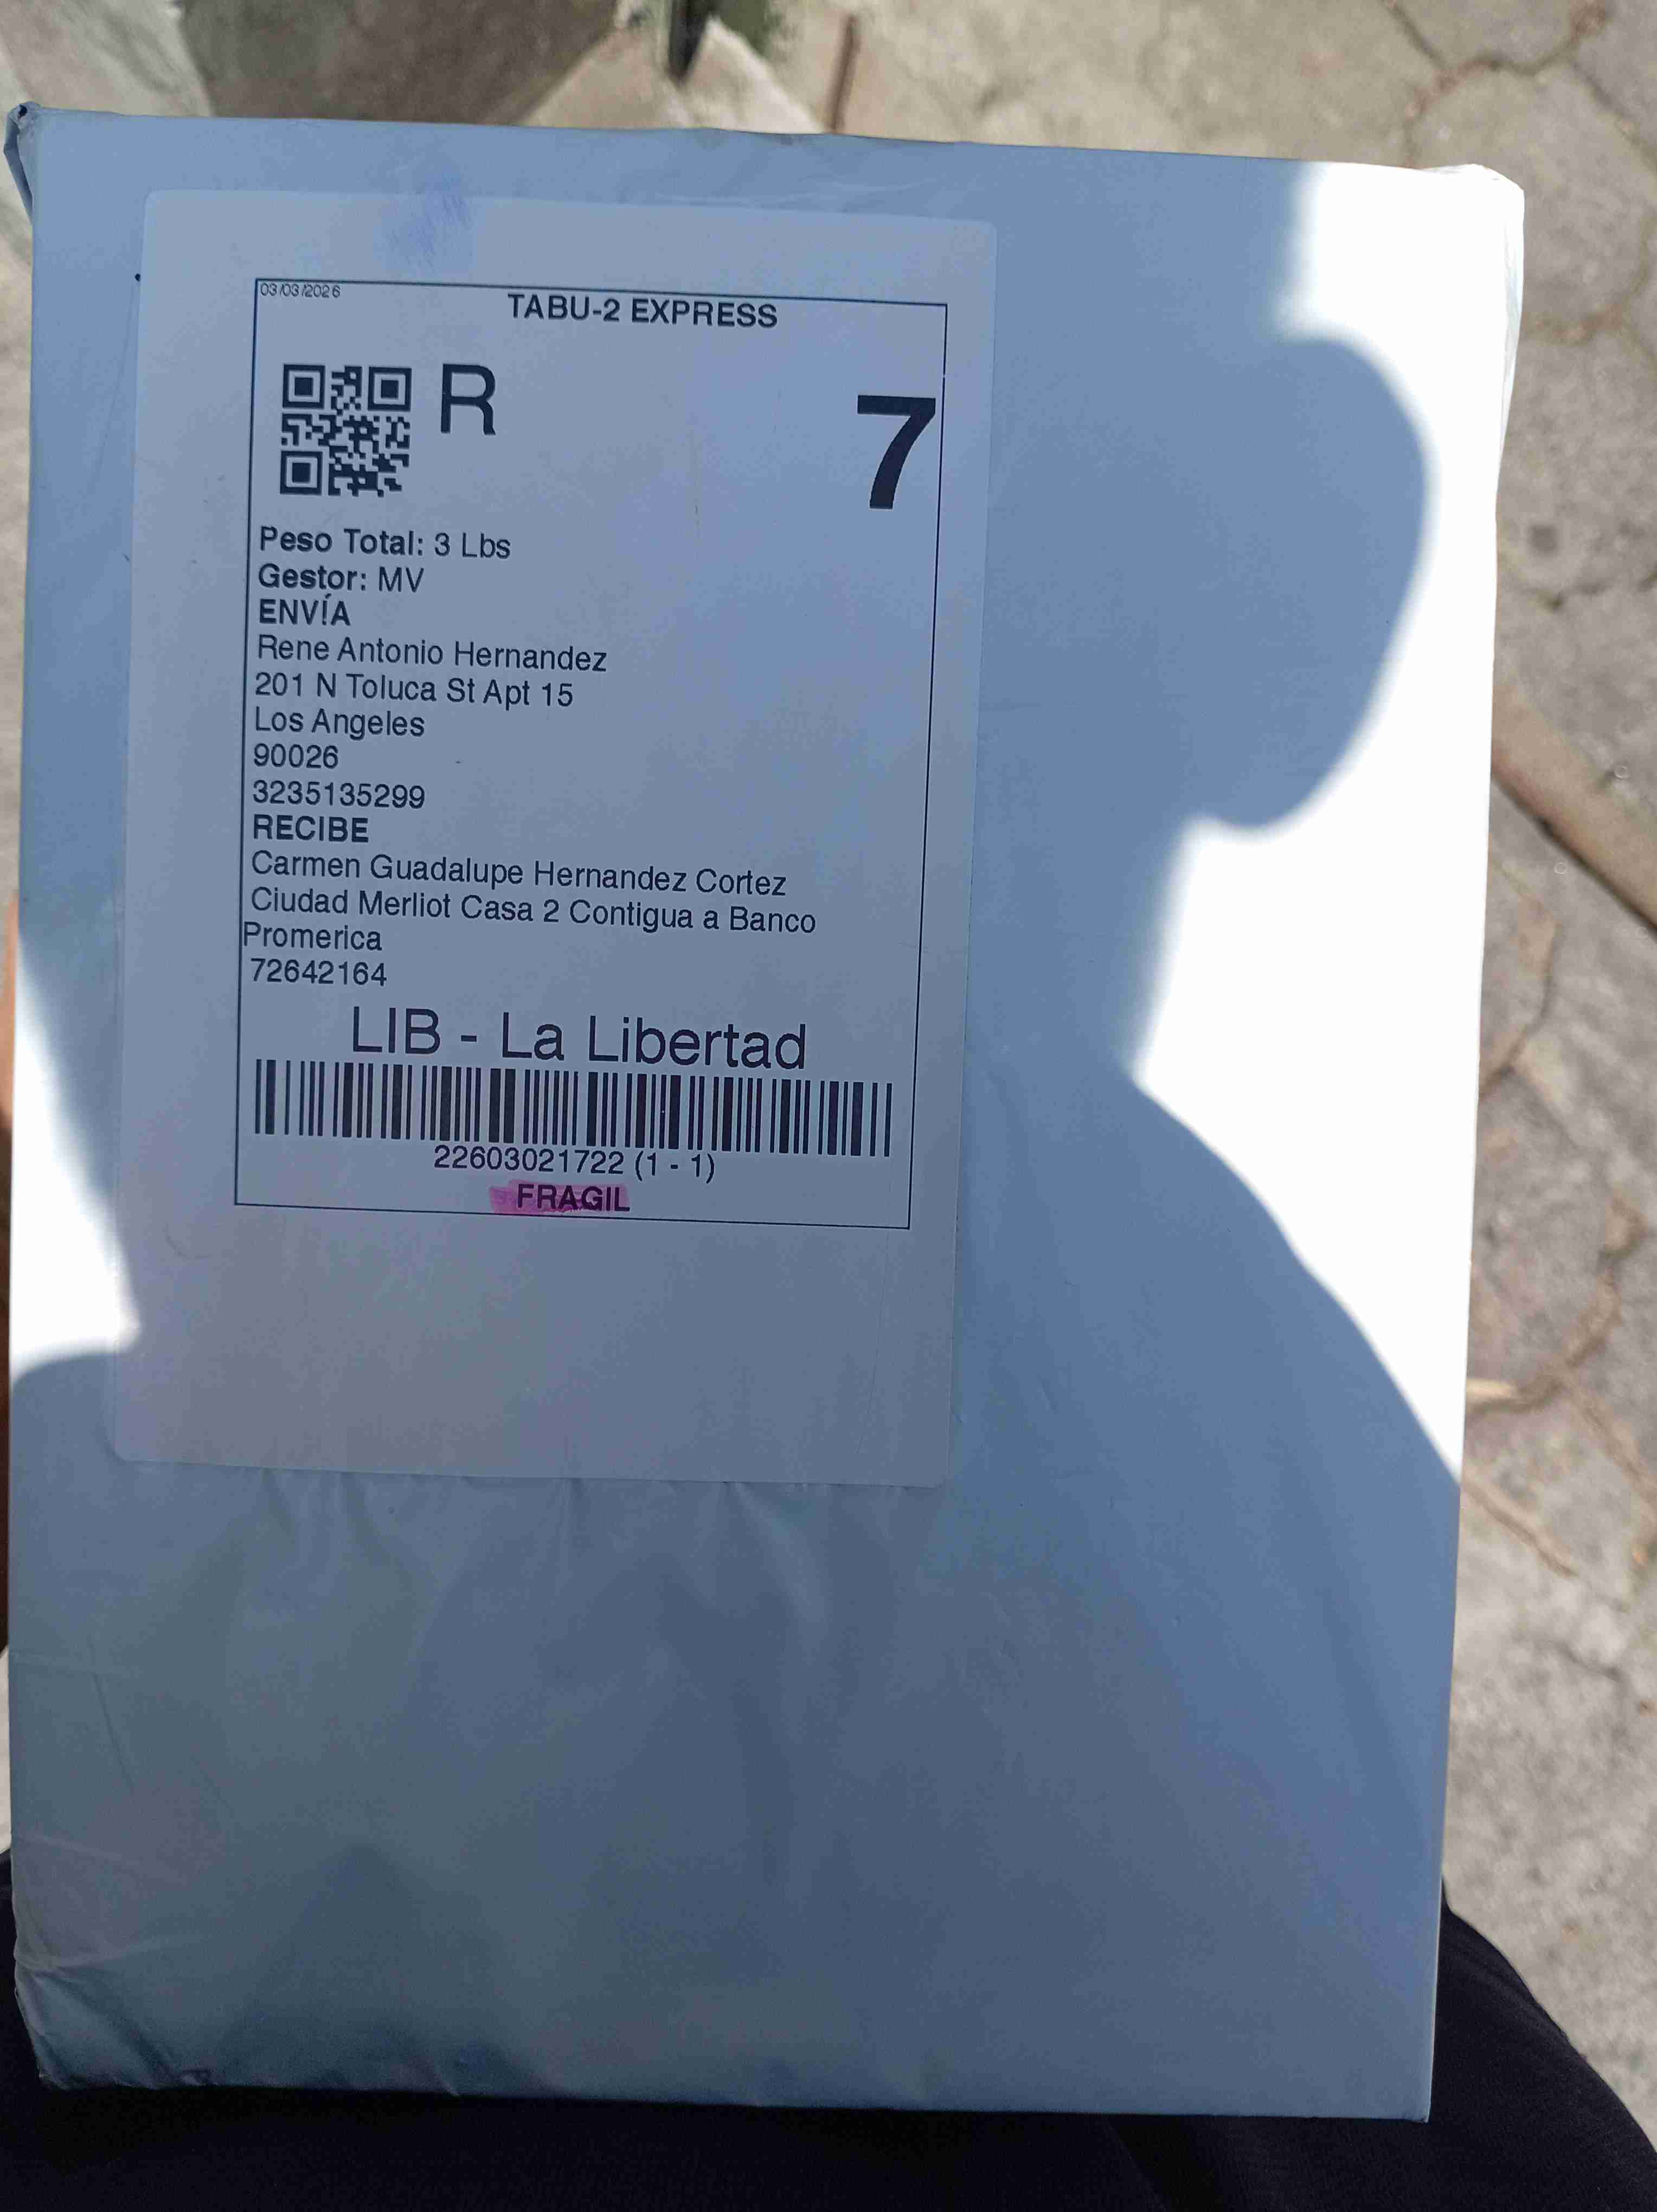 03/03/2026
TABU-2 EXPRESS
R
7
Peso Total: 3 Lbs
Gestor: MV
ENVÍA
Rene Antonio Hernandez
201 N Toluca St Apt 15
Los Angeles
90026
3235135299
RECIBE
Carmen Guadalupe Hernandez Cortez
Ciudad Merliot Casa 2 Contigua a Banco
Promerica
72642164
LIB - La Libertad
22603021722 (1 - 1)
FRAGIL